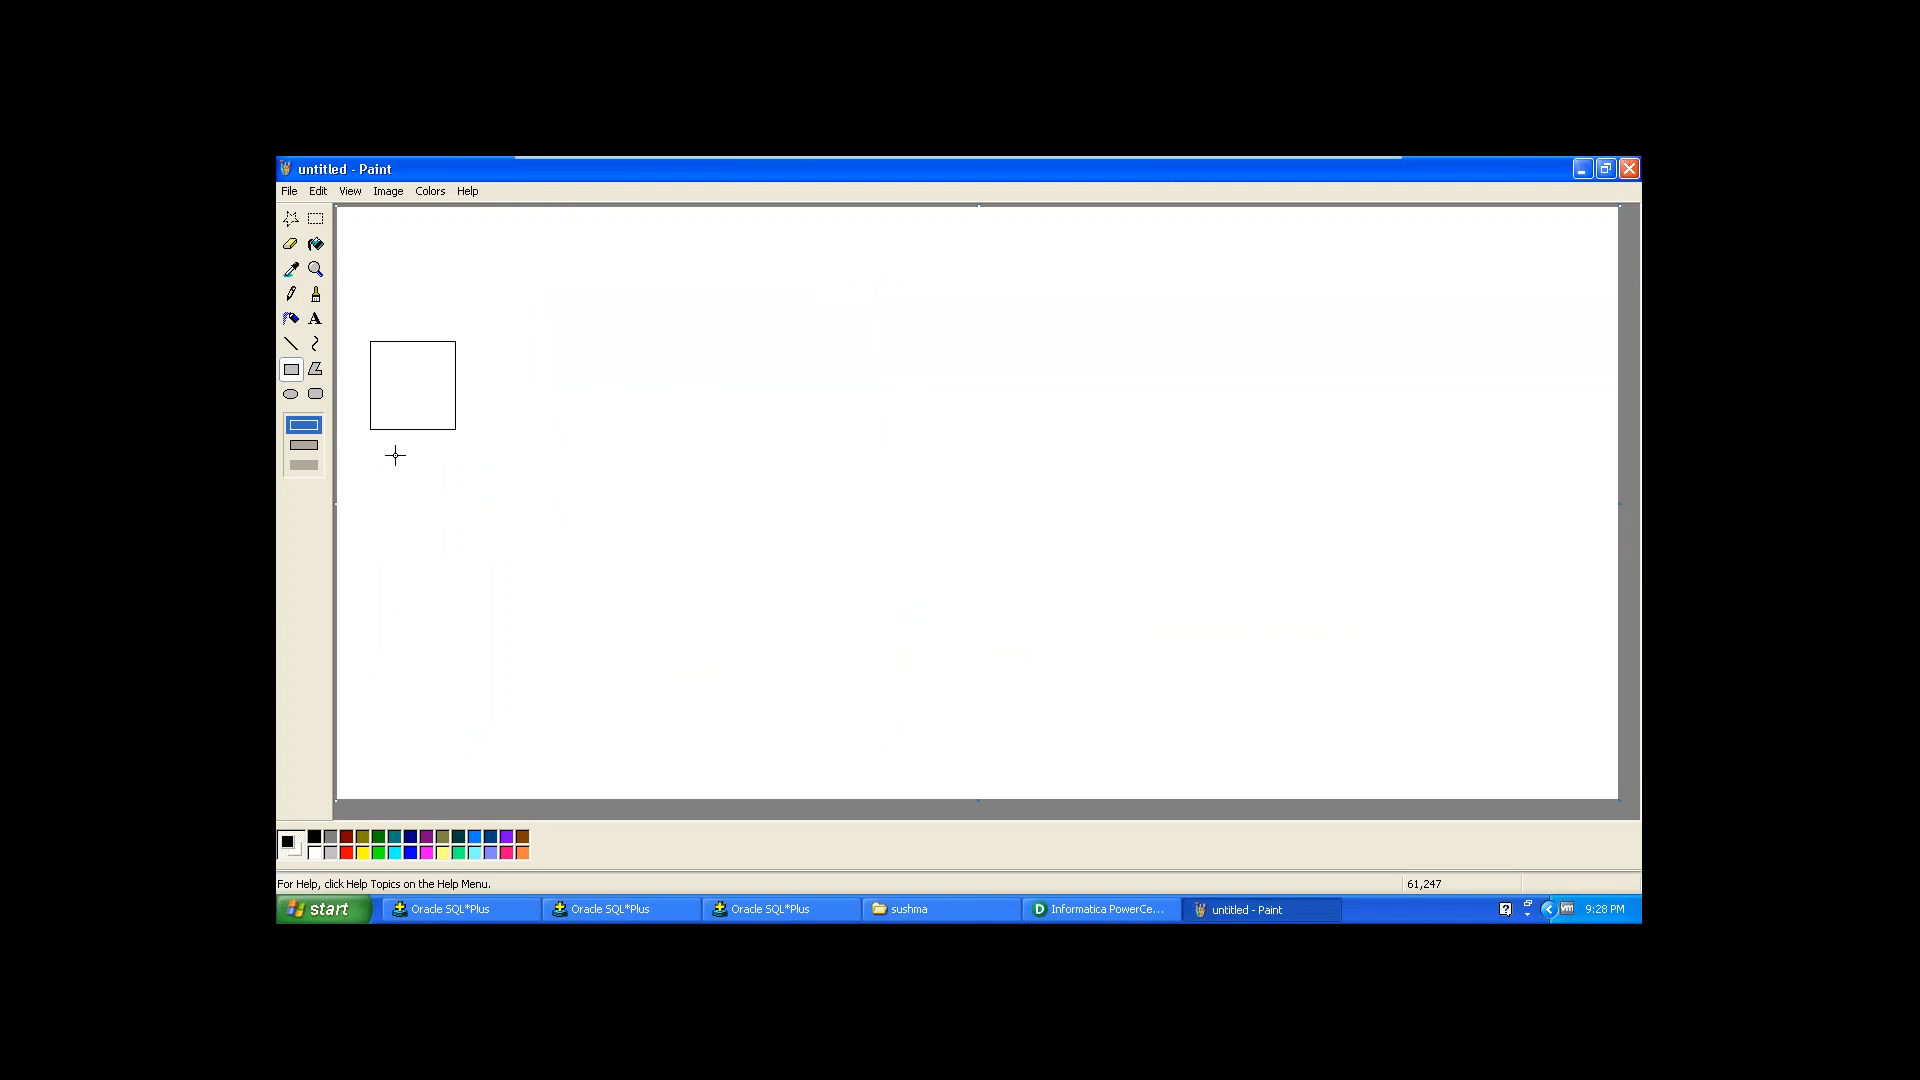 untitled - Paint
File Edit View Image Colors Help
A
For Help, click Help Topics on the Help Menu.
61,247
start
Oracle SQL*Plus
Oracle SQL*Plus
Oracle SQL*Plus
sushma
D Informatica PowerCe...
untitled - Paint
?
vm
9:28 PM